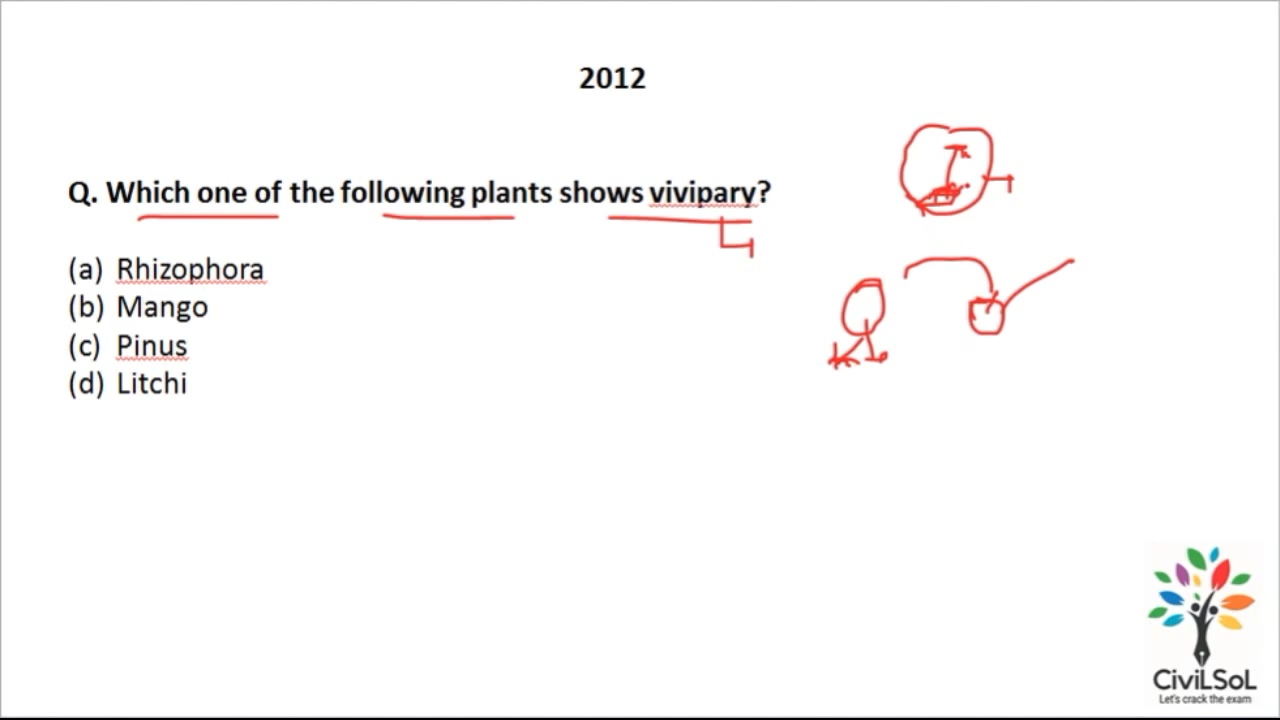 2012
Q. Which one of the following plants shows vivipary?
(a) Rhizophora
(b) Mango
(c) Pinus
(d) Litchi
CiviLSoL
Let's crack the exam